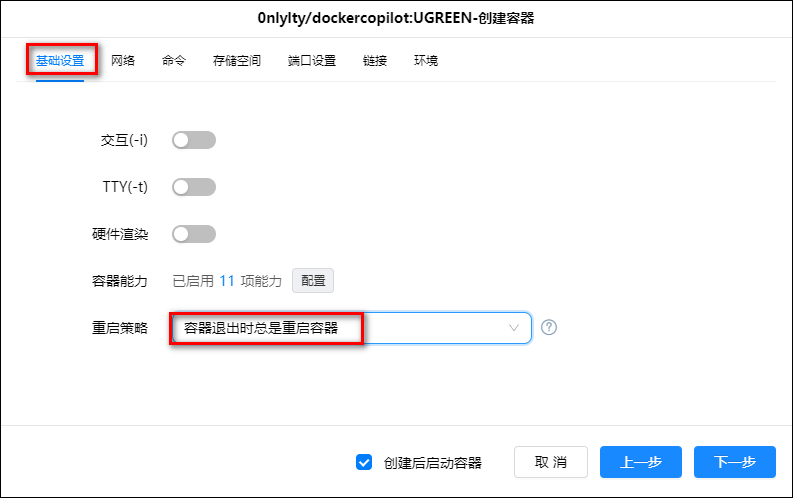 0nlylty/dockercopilot:UGREEN-创建容器
基础设置 网络 命令 存储空间 端口设置 链接 环境
交互(-i)
TTY(-t)
硬件渲染
容器能力 已启用 11 项能力 配置
重启策略 容器退出时总是重启容器 ?
创建后启动容器 取 消 上一步 下一步